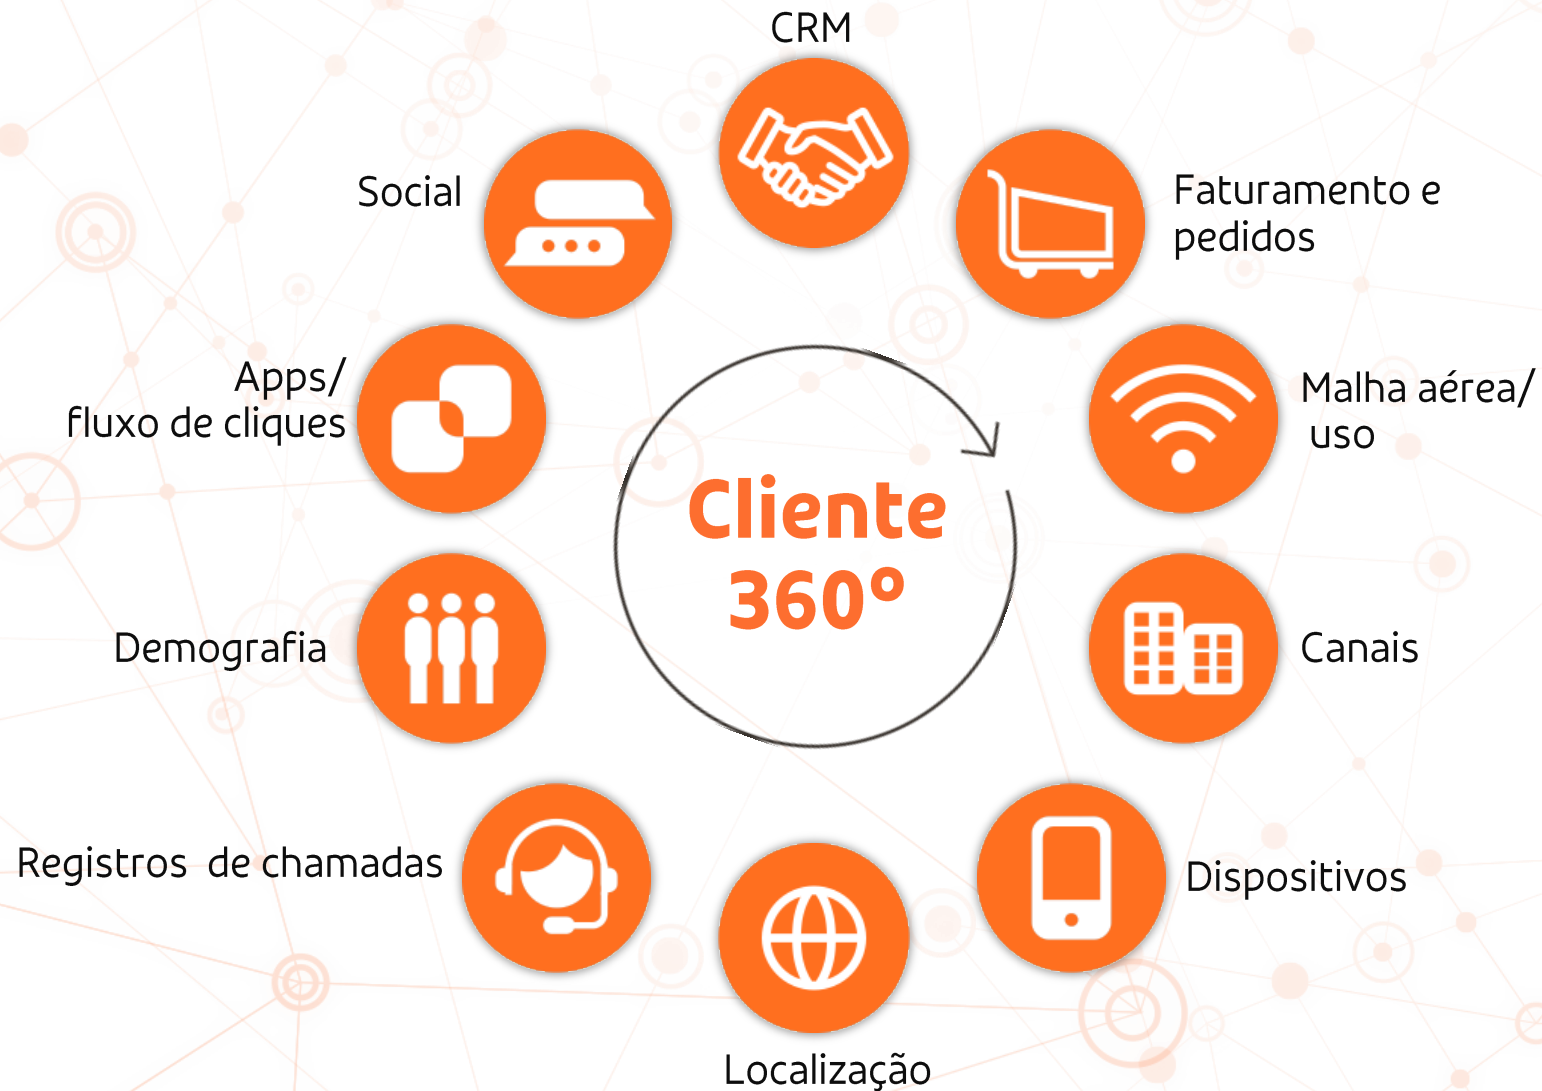 CRM
Social
Faturamento e
pedidos
Apps/
fluxo de cliques
Malha aérea/
uso
Cliente
360º
Demografia
Canais
Registros de chamadas
Dispositivos
Localização